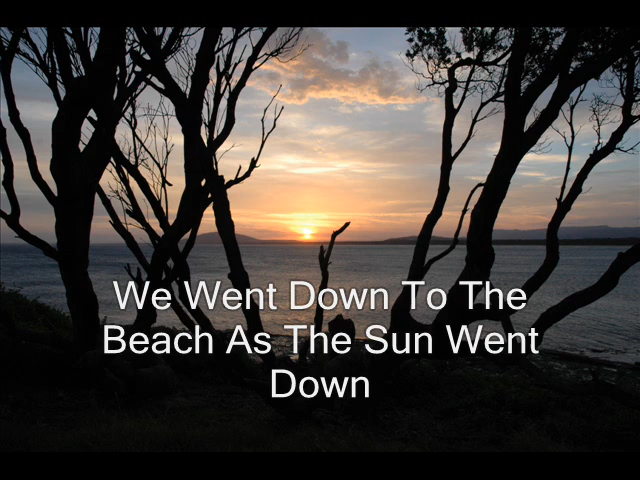 We Went Down To The
Beach As The Sun Went
Down